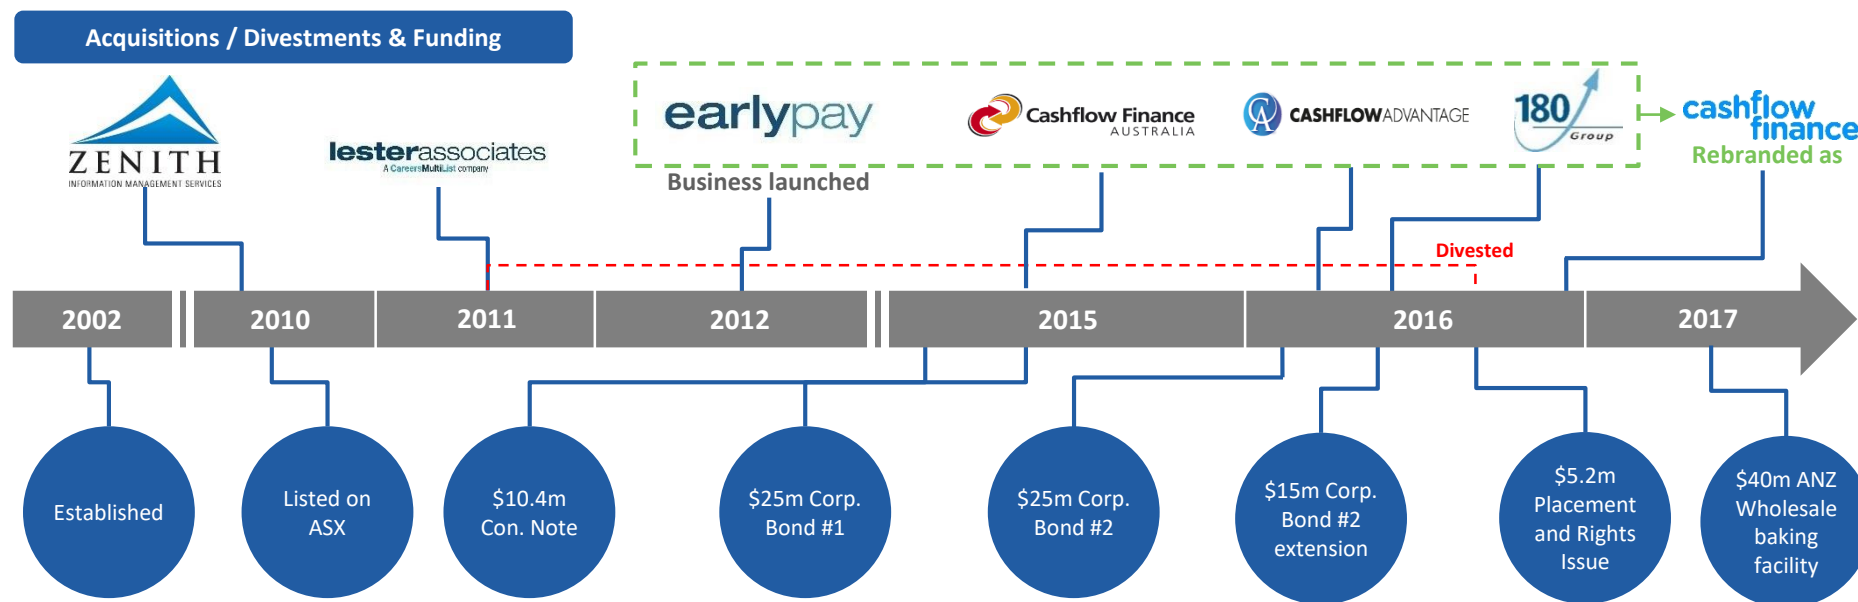 Acquisitions / Divestments & Funding
ZENITH
INFORMATION MANAGEMENT SERVICES
lesterassociates
A CareersMultiList company
earlypay
Business launched
Cashflow Finance
AUSTRALIA
CA
CASHFLOWADVANTAGE
180
Group
cashflow
finance
Rebranded as
Divested
2002
2010
2011
2012
2015
2016
2017
Established
Listed on
ASX
$10.4m
Con. Note
$25m Corp.
Bond #1
$25m Corp.
Bond #2
$15m Corp.
Bond #2
extension
$5.2m
Placement
and Rights
Issue
$40m ANZ
Wholesale
baking
facility